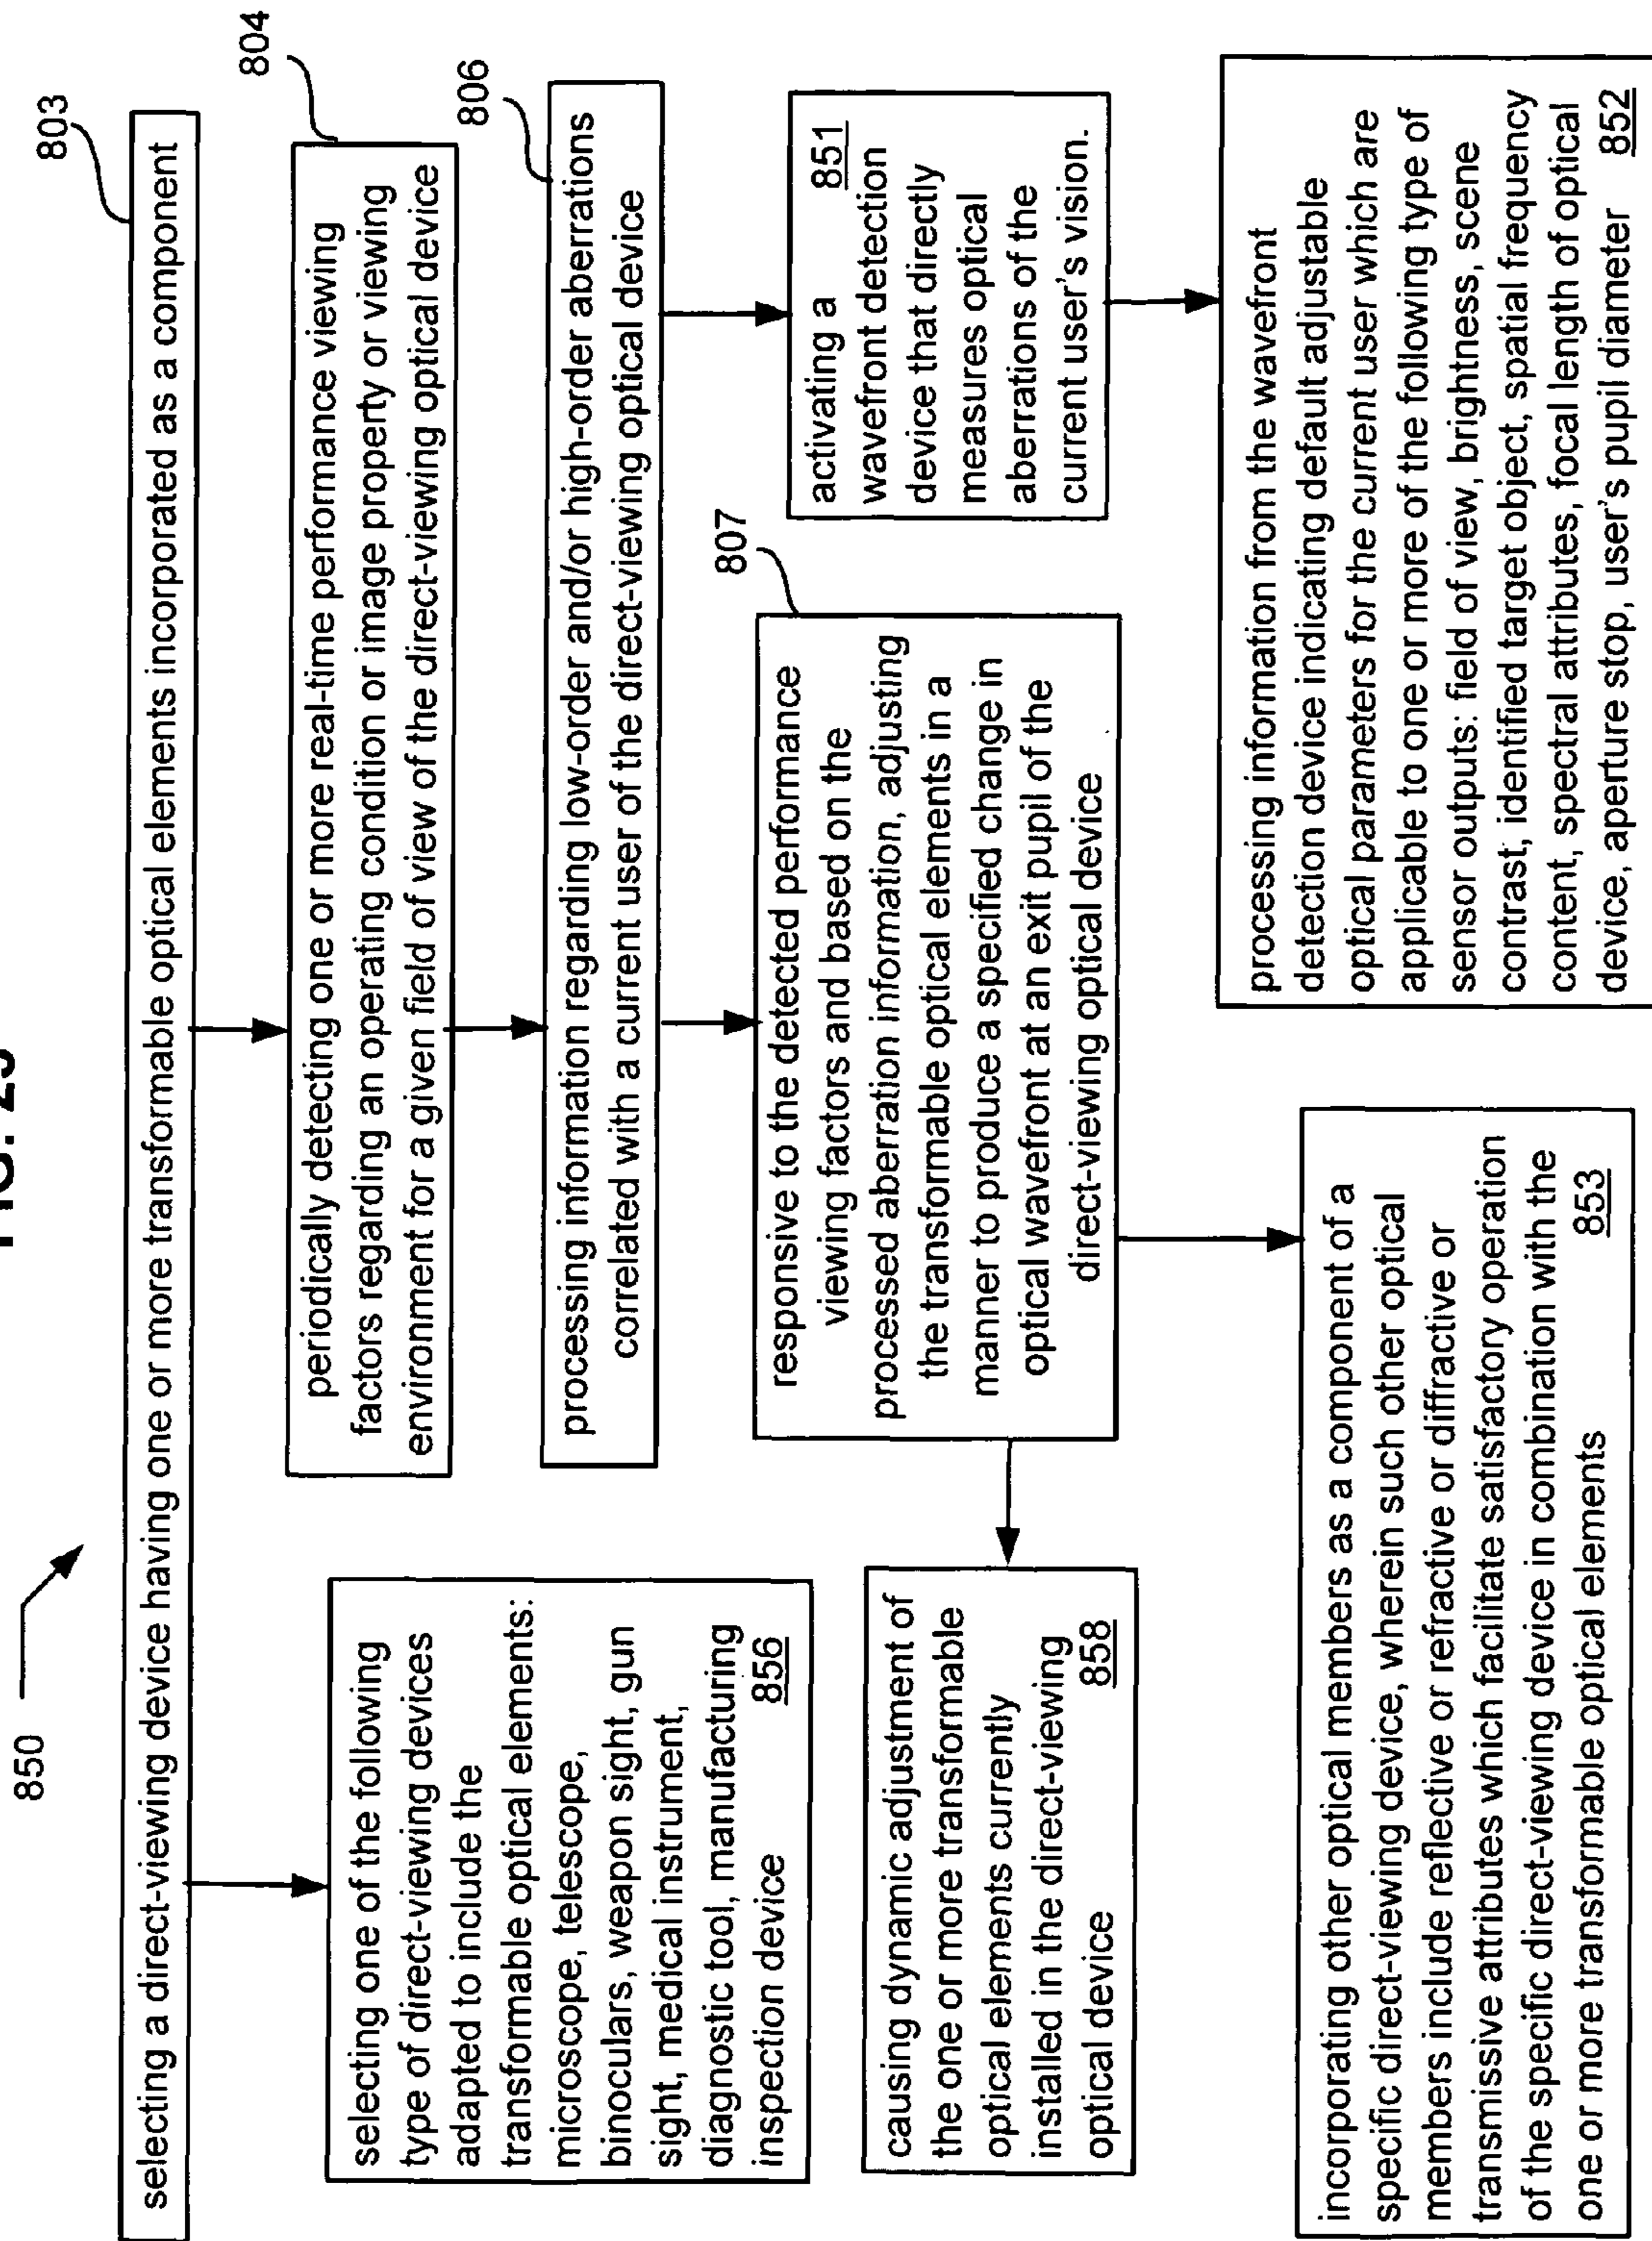 850
803
selecting a direct-viewing device having one or more transformable optical elements incorporated as a component
804
periodically detecting one or more real-time performance viewing
factors regarding an operating condition or image property or viewing
environment for a given field of view of the direct-viewing optical device
806
processing information regarding low-order and/or high-order aberrations
correlated with a current user of the direct-viewing optical device
selecting one of the following
type of direct-viewing devices
adapted to include the
transformable optical elements:
microscope, telescope,
binoculars, weapon sight, gun
sight, medical instrument,
diagnostic tool, manufacturing
inspection device 856
807
responsive to the detected performance
viewing factors and based on the
processed aberration information, adjusting
the transformable optical elements in a
manner to produce a specified change in
optical wavefront at an exit pupil of the
direct-viewing optical device
activating a 851
wavefront detection
device that directly
measures optical
aberrations of the
current user's vision.
causing dynamic adjustment of
the one or more transformable
optical elements currently
installed in the direct-viewing
optical device 858
processing information from the wavefront
detection device indicating default adjustable
optical parameters for the current user which are
applicable to one or more of the following type of
sensor outputs: field of view, brightness, scene
contrast, identified target object, spatial frequency
content, spectral attributes, focal length of optical
device, aperture stop, user's pupil diameter 852
incorporating other optical members as a component of a
specific direct-viewing device, wherein such other optical
members include reflective or refractive or diffractive or
transmissive attributes which facilitate satisfactory operation
of the specific direct-viewing device in combination with the
one or more transformable optical elements 853